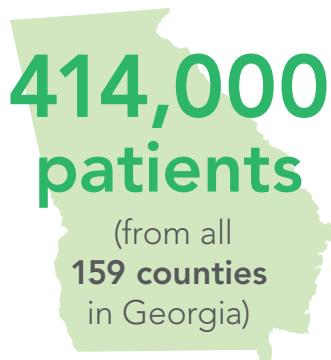 414,000
patients
(from all
159 counties
in Georgia)